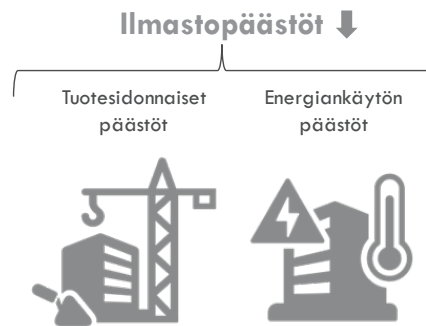 Ilmastopäästöt
Tuotesidonnaiset
päästöt
Energiankäytön
päästöt